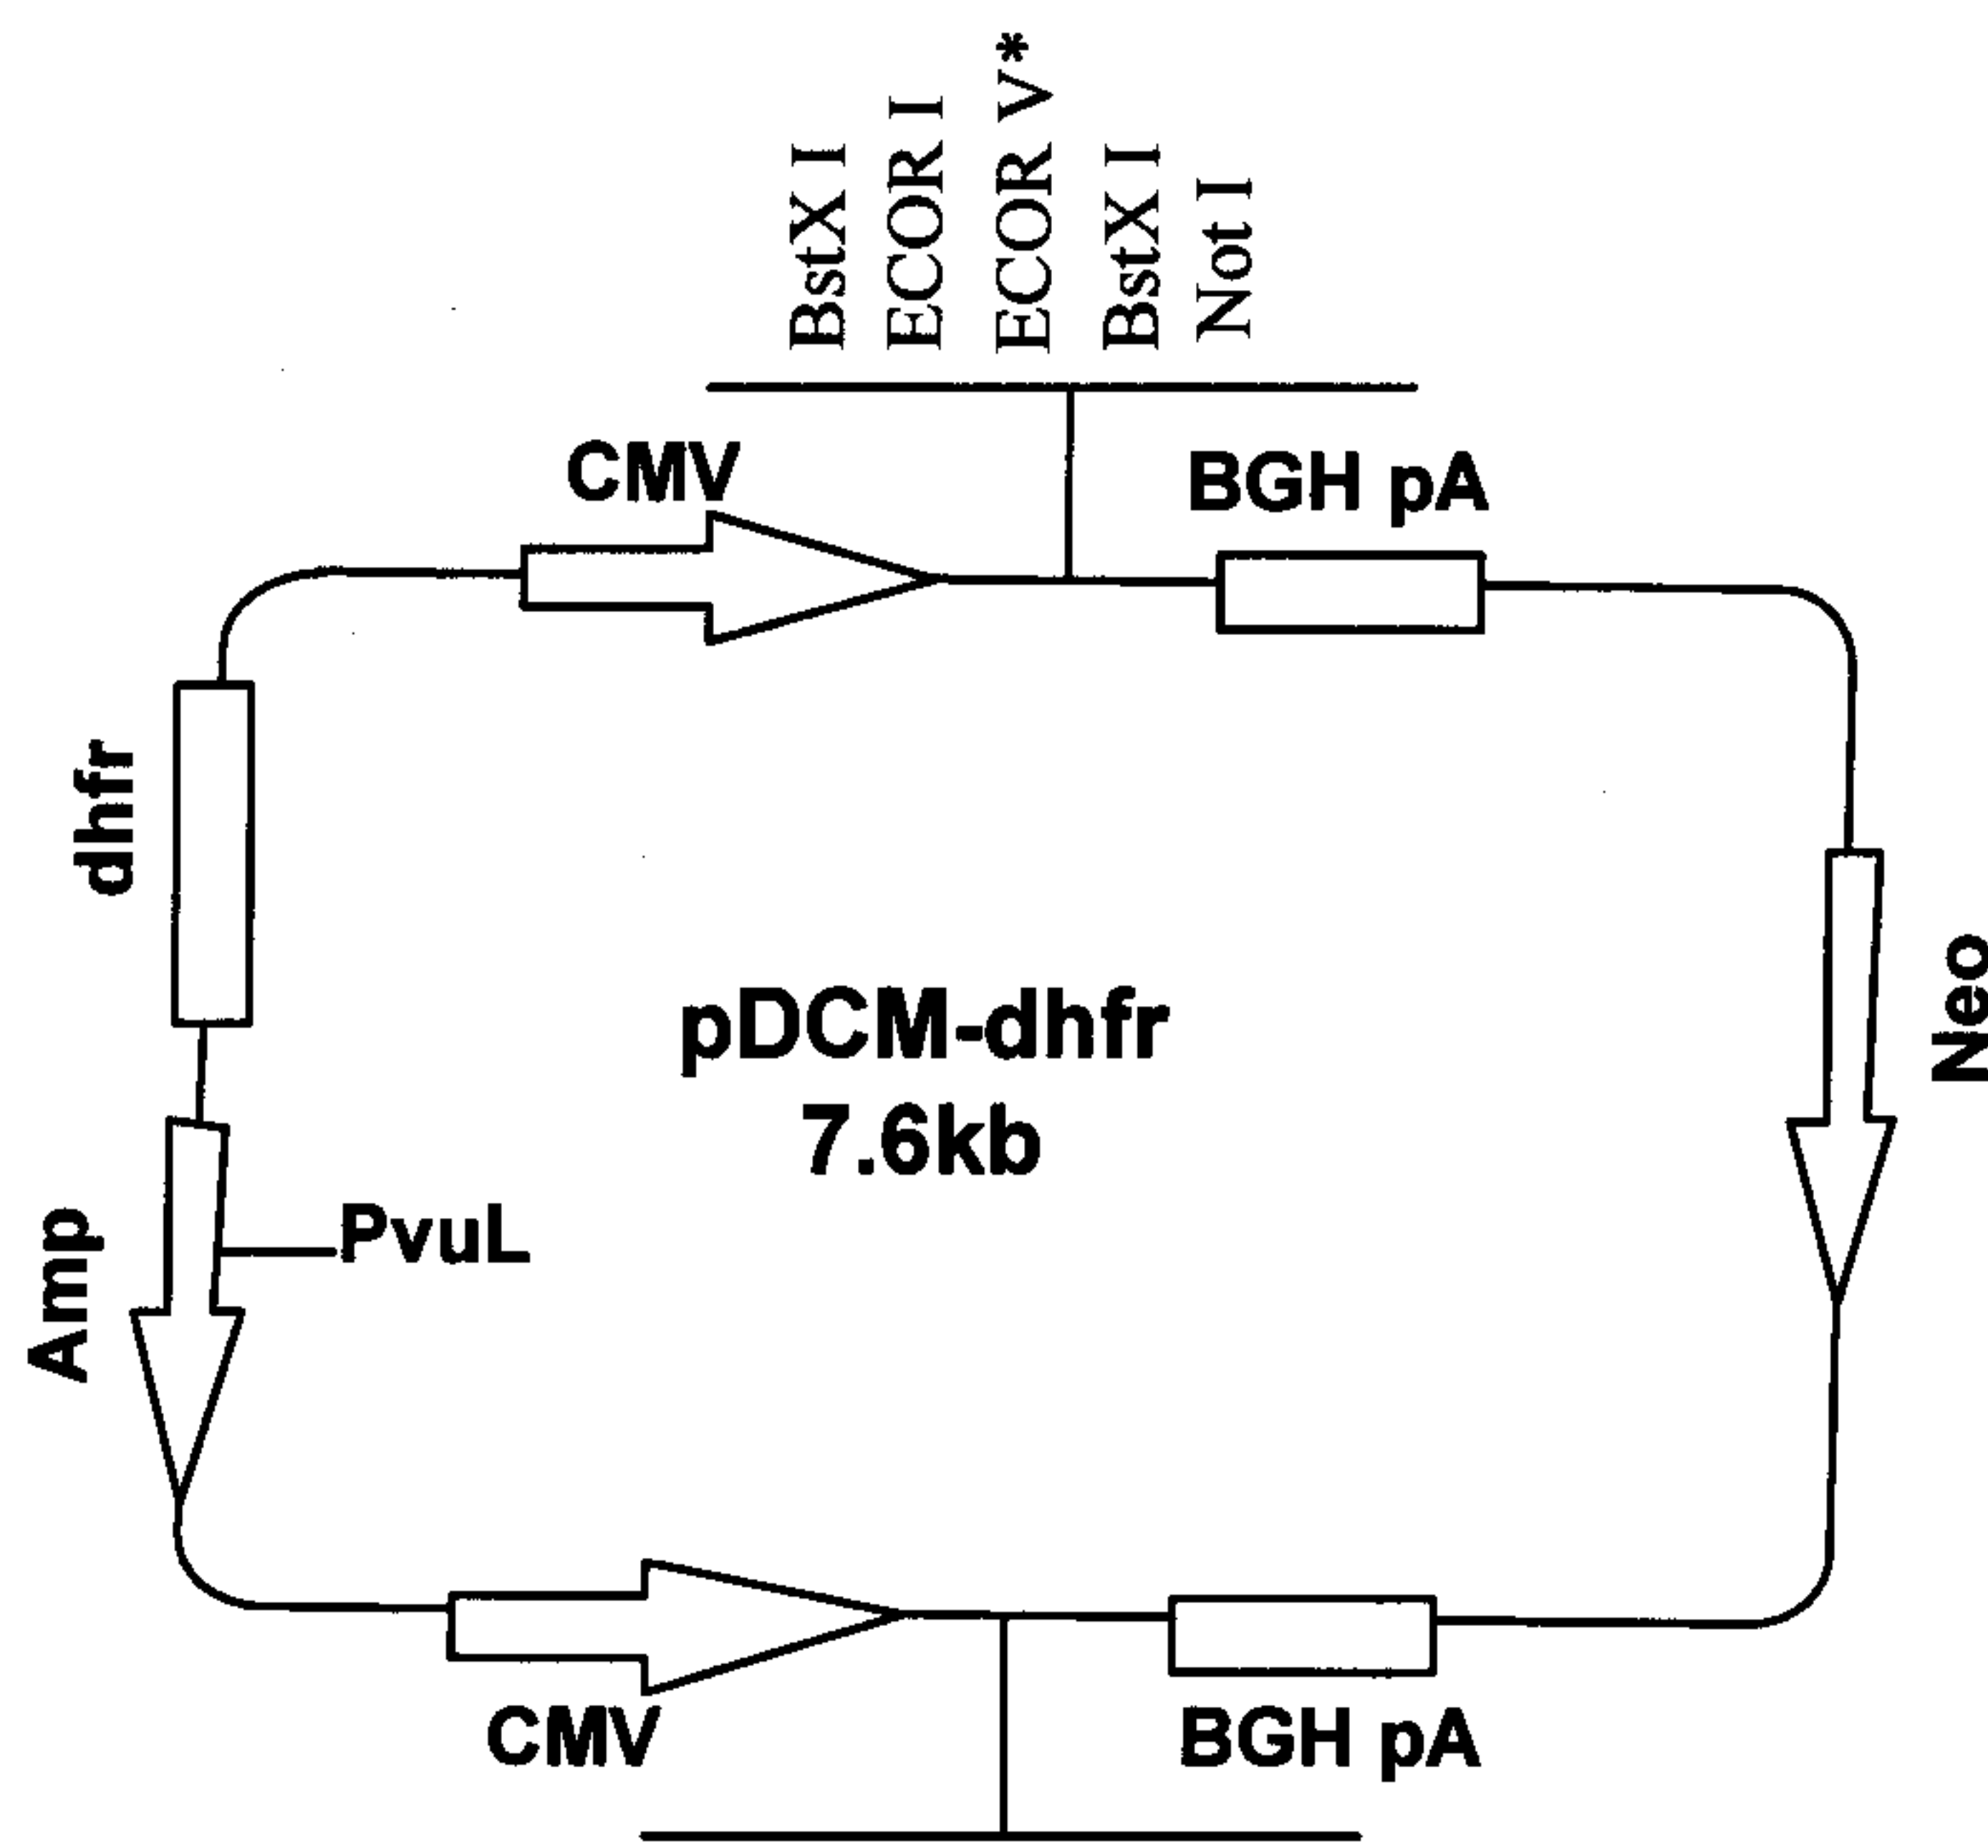 BstX I
ECOR I
ECOR V*
BstX I
Not I
CMV
BGH pA
dhfr
Neo
pDCM-dhfr
7.6kb
Amp
PvuL
CMV
BGH pA